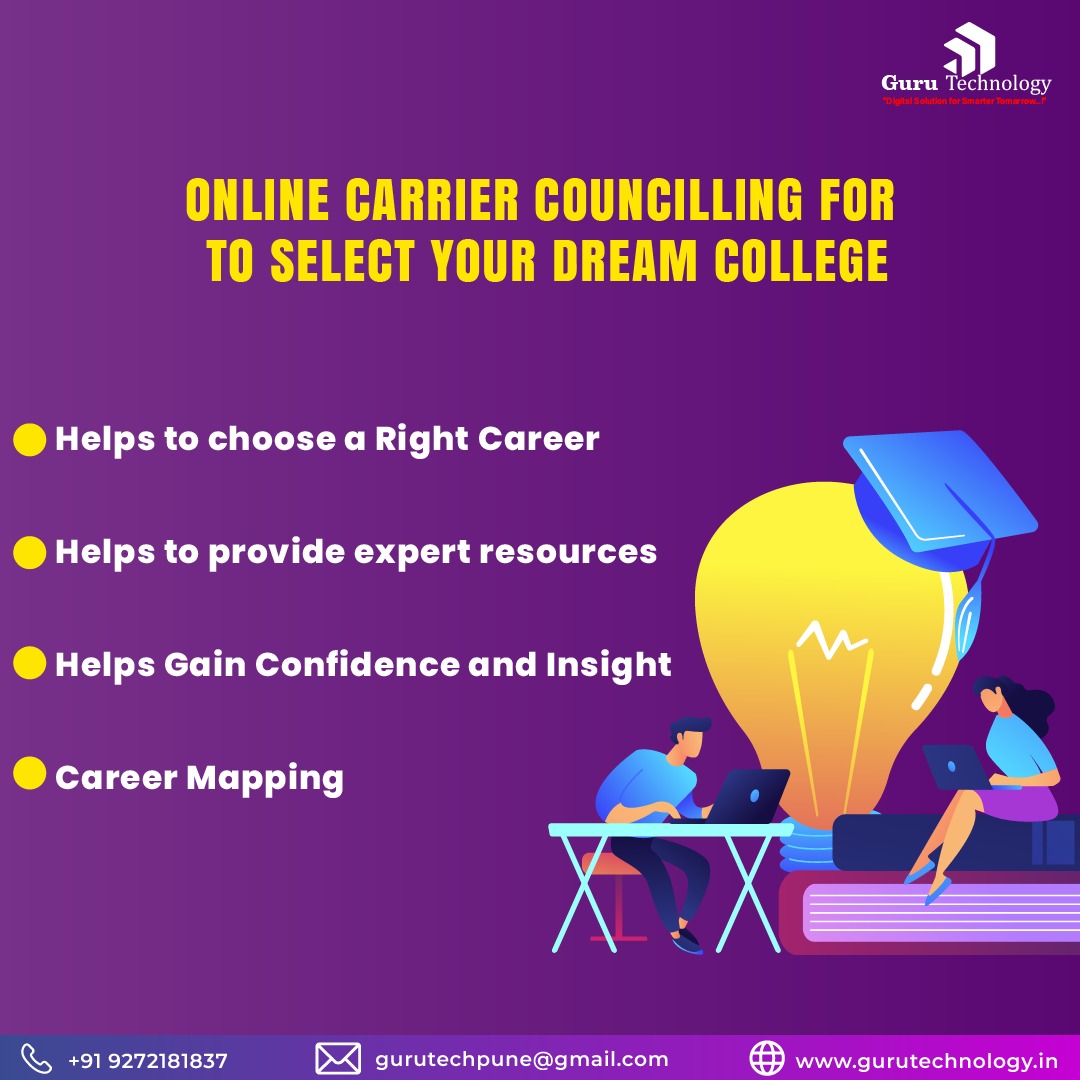 Guru Technology
"Digital Solution for Smarter Tomarrow...!"
ONLINE CARRIER COUNCILLING FOR
TO SELECT YOUR DREAM COLLEGE
Helps to choose a Right Career
Helps to provide expert resources
Helps Gain Confidence and Insight
Career Mapping
+91 9272181837
gurutechpune@gmail.com
www.gurutechnology.in